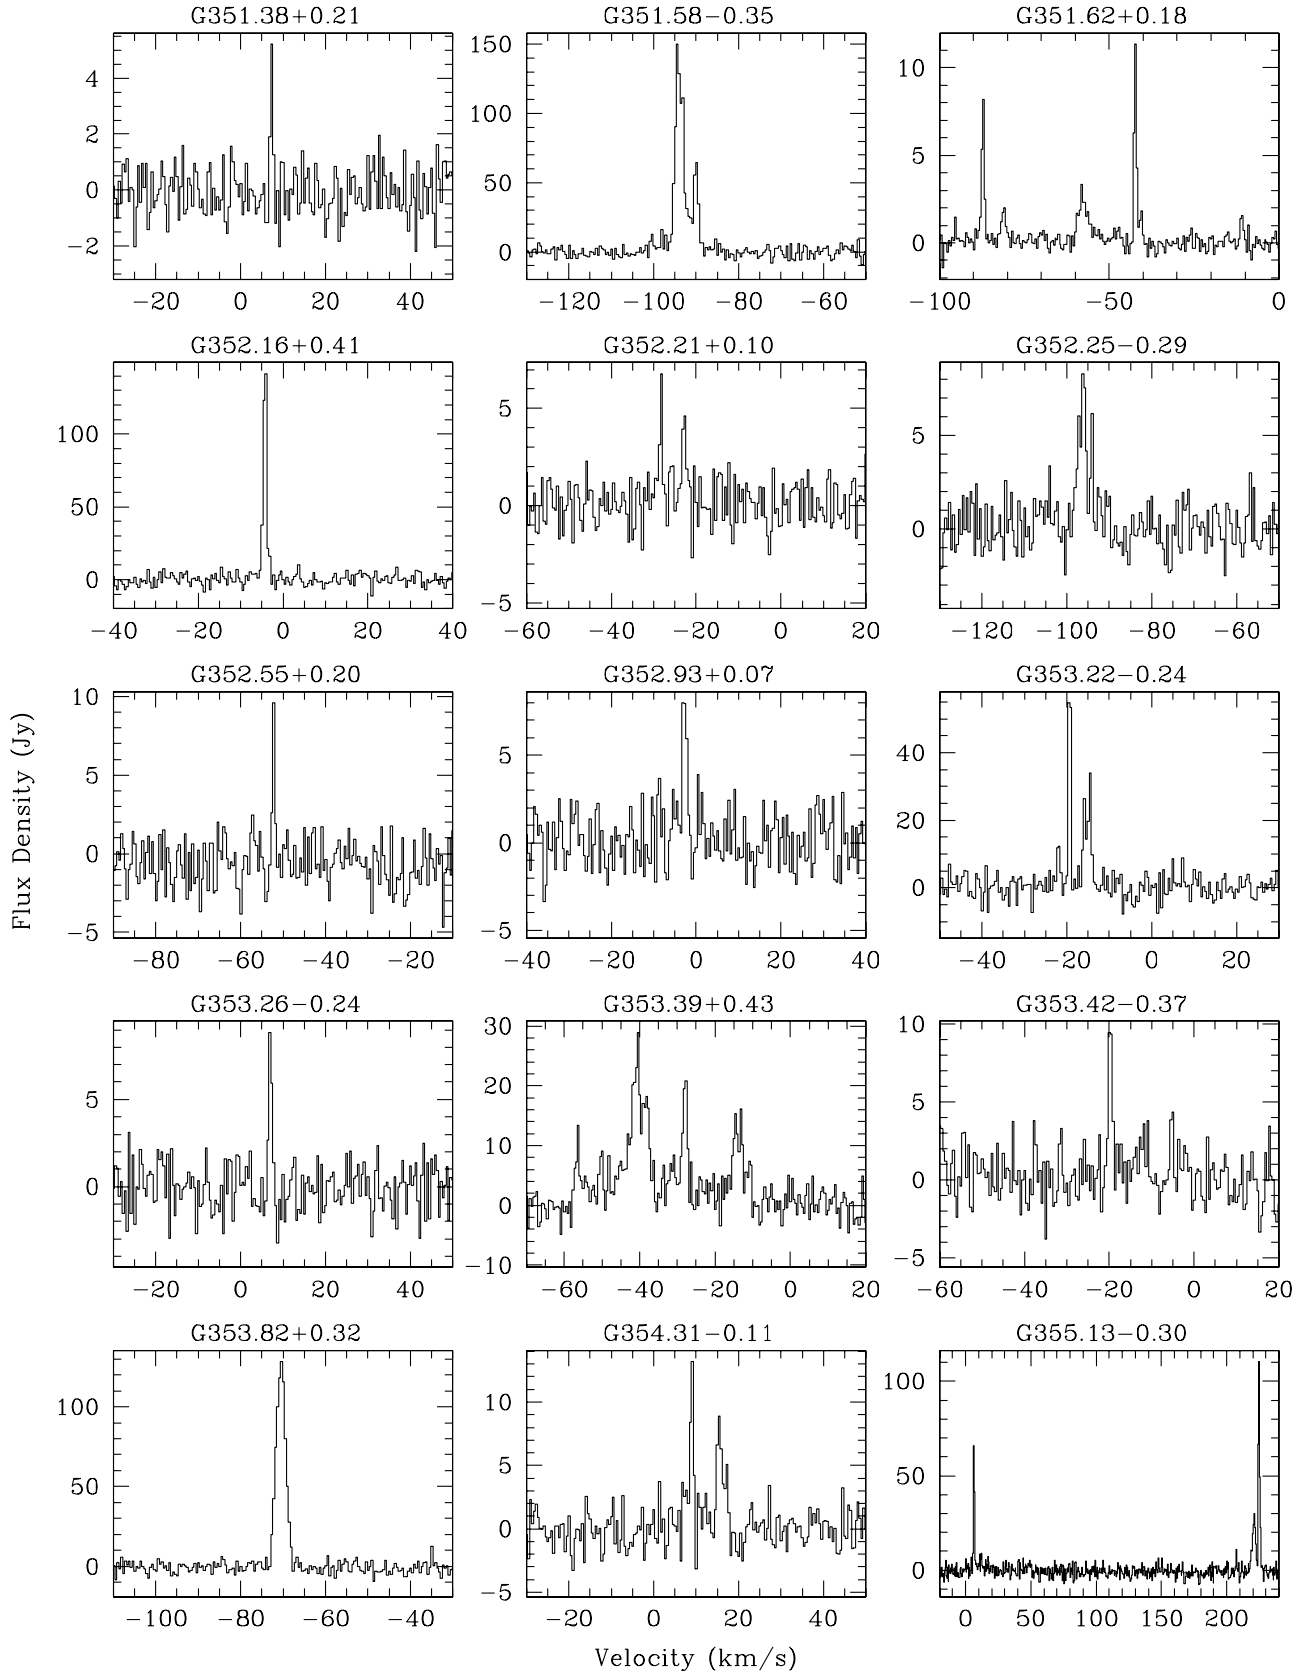 G351.38+0.21 G351.58−0.35 G351.62+0.18
4 2 0 −2
150 100 50 0
10 5 0
−20 0 20 40 −120 −100 −80 −60 −100 −50 0
G352.16+0.41 G352.21+0.10 G352.25−0.29
100 50 0
5 0 −5
5 0
−40 −20 0 20 40 −60 −40 −20 0 20 −120 −100 −80 −60
G352.55+0.20 G352.93+0.07 G353.22−0.24
10 5 0 −5
5 0 −5
40 20 0
−80 −60 −40 −20 −40 −20 0 20 40 −40 −20 0 20
Flux Density (Jy)
G353.26−0.24 G353.39+0.43 G353.42−0.37
5 0
30 20 10 0 −10
10 5 0 −5
−20 0 20 40 −60 −40 −20 0 20 −60 −40 −20 0 20
G353.82+0.32 G354.31−0.11 G355.13−0.30
100 50 0
10 5 0 −5
100 50 0
−100 −80 −60 −40 −20 0 20 40 0 50 100 150 200
Velocity (km/s)